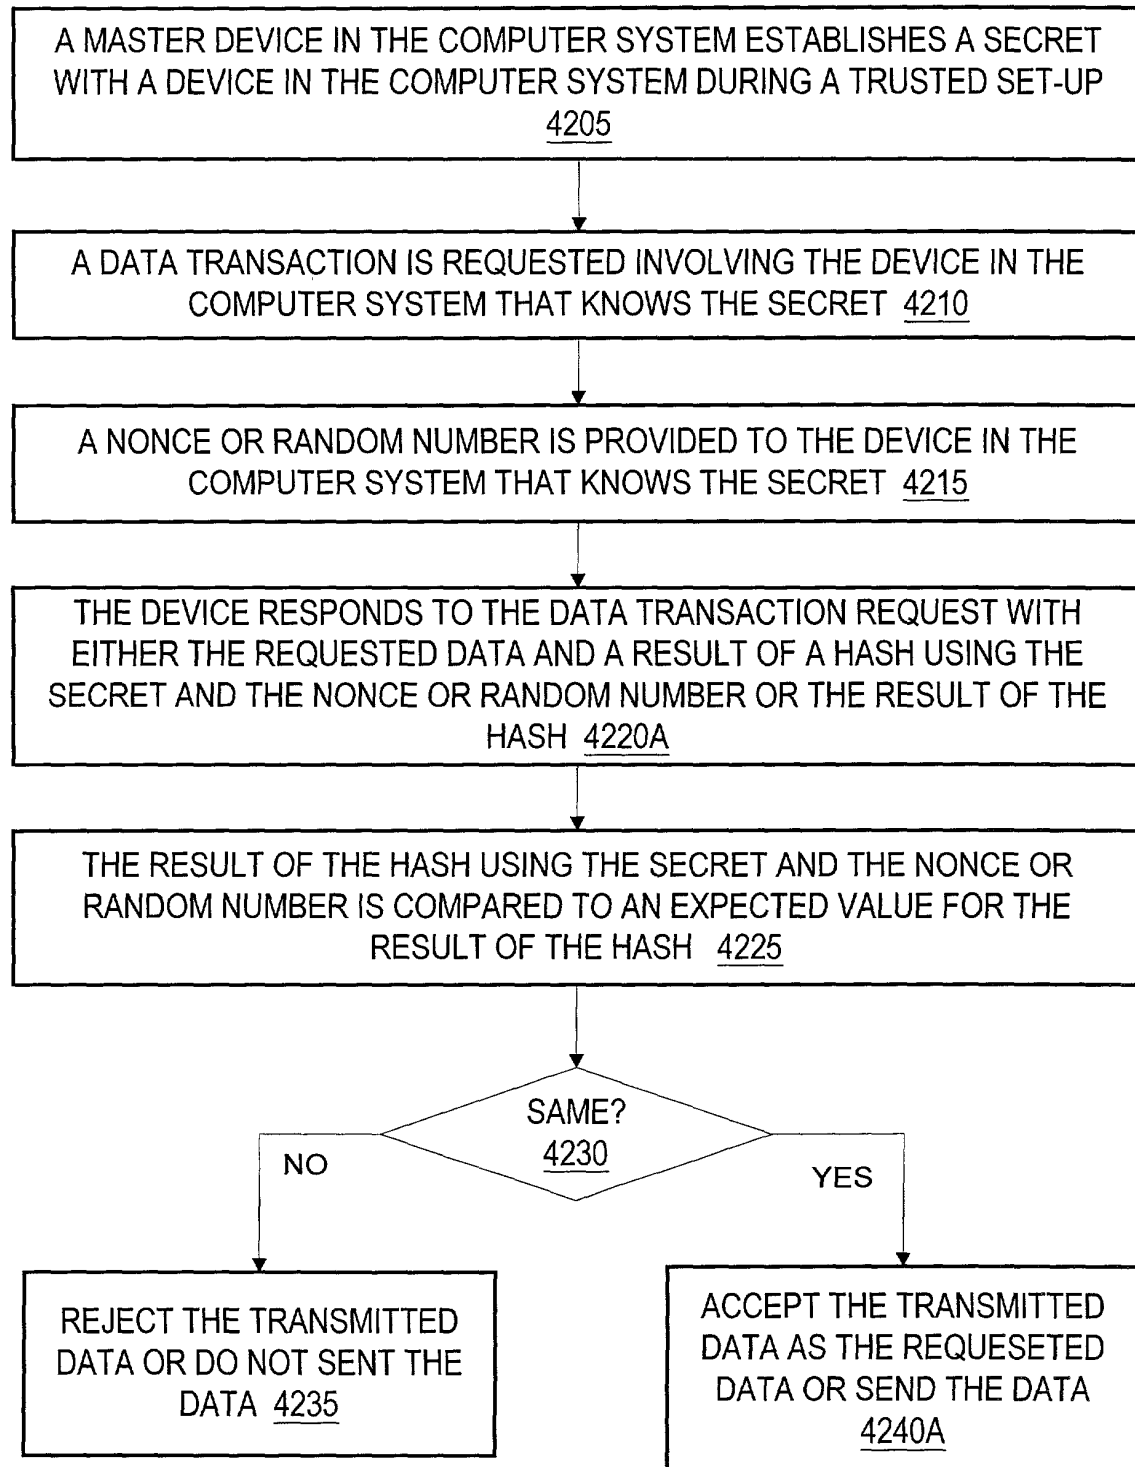 A MASTER DEVICE IN THE COMPUTER SYSTEM ESTABLISHES A SECRET
WITH A DEVICE IN THE COMPUTER SYSTEM DURING A TRUSTED SET-UP
4205
A DATA TRANSACTION IS REQUESTED INVOLVING THE DEVICE IN THE
COMPUTER SYSTEM THAT KNOWS THE SECRET 4210
A NONCE OR RANDOM NUMBER IS PROVIDED TO THE DEVICE IN THE
COMPUTER SYSTEM THAT KNOWS THE SECRET 4215
THE DEVICE RESPONDS TO THE DATA TRANSACTION REQUEST WITH
EITHER THE REQUESTED DATA AND A RESULT OF A HASH USING THE
SECRET AND THE NONCE OR RANDOM NUMBER OR THE RESULT OF THE
HASH 4220A
THE RESULT OF THE HASH USING THE SECRET AND THE NONCE OR
RANDOM NUMBER IS COMPARED TO AN EXPECTED VALUE FOR THE
RESULT OF THE HASH 4225
SAME?
4230
NO
YES
REJECT THE TRANSMITTED
DATA OR DO NOT SENT THE
DATA 4235
ACCEPT THE TRANSMITTED
DATA AS THE REQUESETED
DATA OR SEND THE DATA
4240A